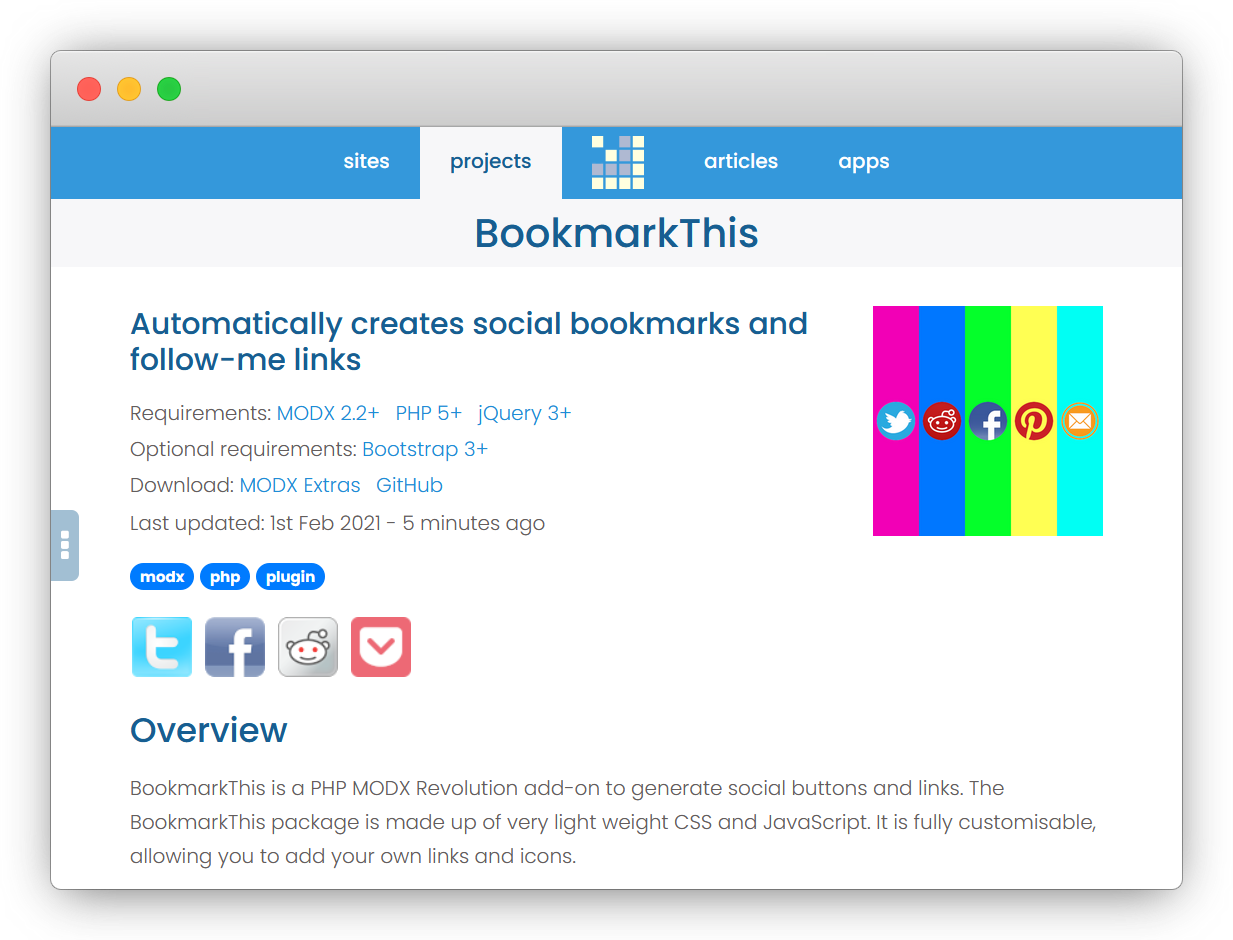 sites projects articles apps
BookmarkThis
Automatically creates social bookmarks and
follow-me links
Requirements: MODX 2.2+ PHP 5+ jQuery 3+
Optional requirements: Bootstrap 3+
Download: MODX Extras GitHub
Last updated: 1st Feb 2021 - 5 minutes ago
modx php plugin
Overview
BookmarkThis is a PHP MODX Revolution add-on to generate social buttons and links. The
BookmarkThis package is made up of very light weight CSS and JavaScript. It is fully customisable,
allowing you to add your own links and icons.